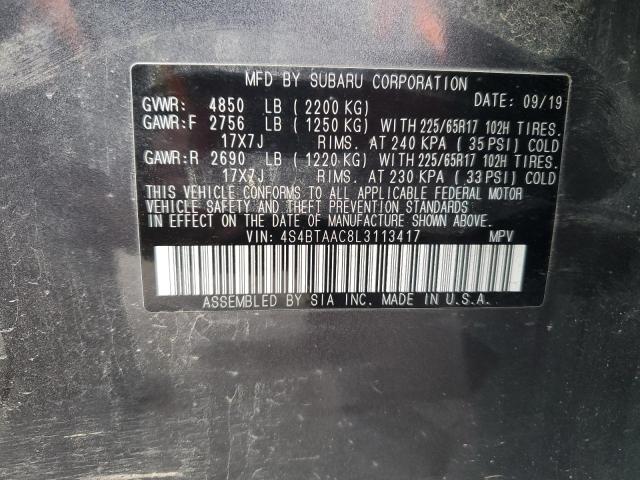 MFD BY SUBARU CORPORATION
GVWR: 4850 LB ( 2200 KG) DATE: 09/19
GAWR:F 2756 LB ( 1250 KG) WITH 225/65R17 102H TIRES.
17X7J RIMS. AT 240 KPA ( 35 PSI) COLD
GAWR:R 2690 LB ( 1220 KG) WITH 225/65R17 102H TIRES.
17X7J RIMS. AT 230 KPA ( 33 PSI) COLD
THIS VEHICLE CONFORMS TO ALL APPLICABLE FEDERAL MOTOR
VEHICLE SAFETY AND THEFT PREVENTION STANDARDS
IN EFFECT ON THE DATE OF MANUFACTURE SHOWN ABOVE.
VIN: 4S4BTAAC8L3113417 MPV
ASSEMBLED BY SIA INC. MADE IN U.S.A.